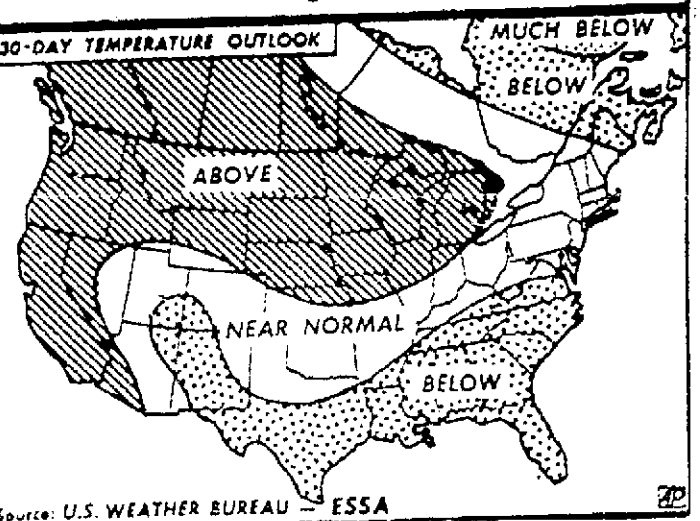 30-DAY TEMPERATURE OUTLOOK
MUCH BELOW
BELOW
ABOVE
NEAR NORMAL
BELOW
Source: U.S. WEATHER BUREAU — ESSA
AP